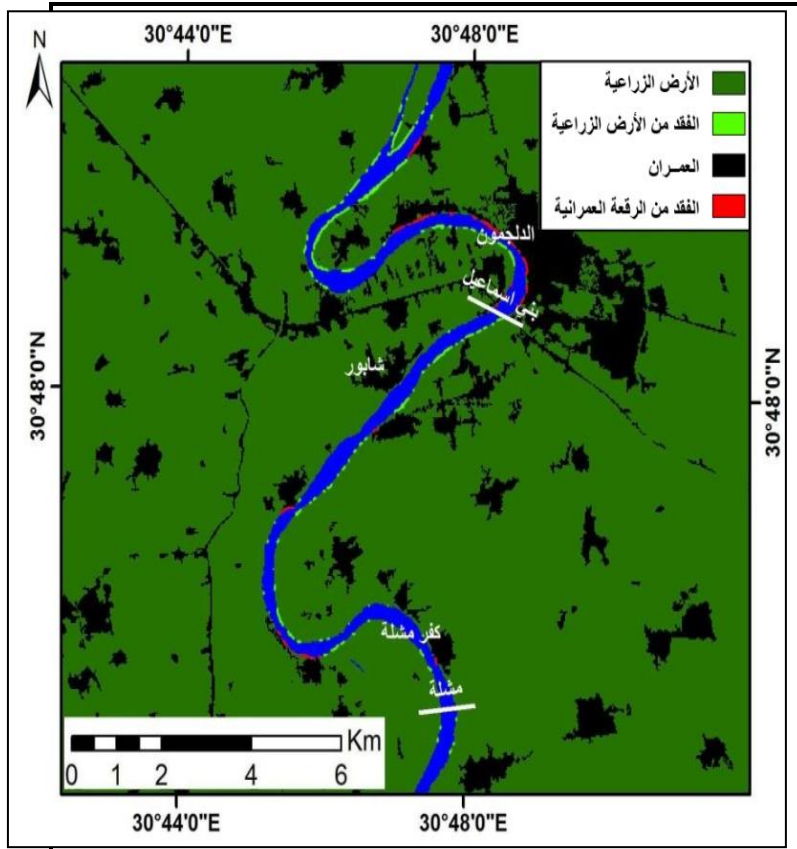 N
30°44'0"E
30°48'0"E
الأرض الزراعية
الفقد من الأرض الزراعية
العمـران
الفقد من الرقعة العمرانية
الدلجمون
بني اسماعيل
شابور
30°48'0"N
30°48'0"N
كفر مشلة
مشلة
Km
0 1 2 4 6
30°44'0"E
30°48'0"E